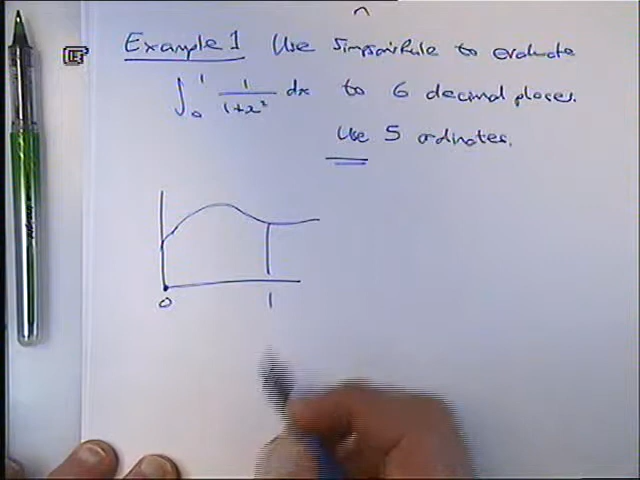 Example 1 Use Simpson's Rule to evaluate
∫₀¹ 1/(1+x²) dx to 6 decimal places.
Use 5 ordinates.
0 1